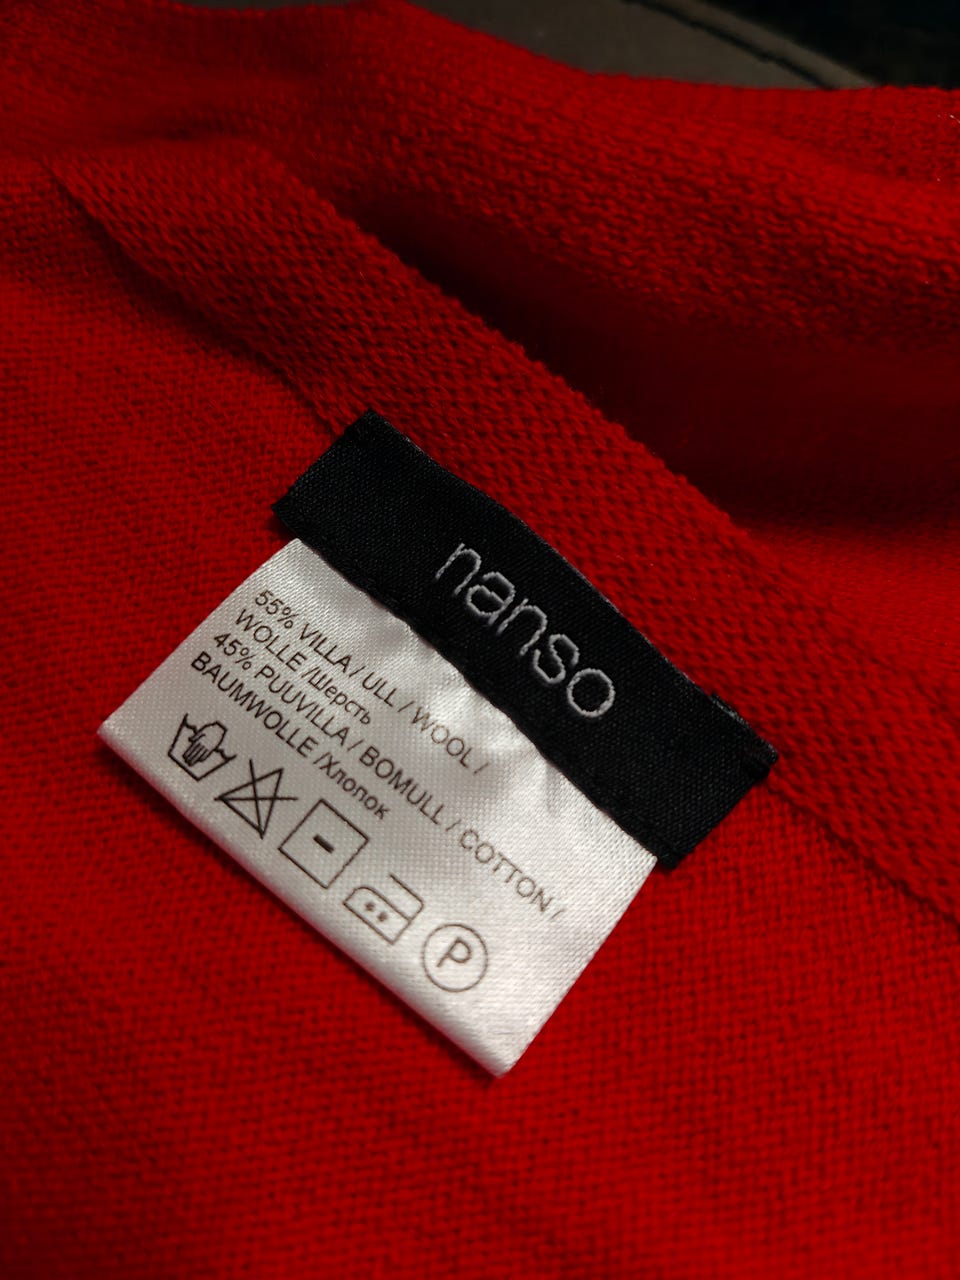 nanso
55% VILLA / ULL / WOOL /
WOLLE /Шерсть
45% PUUVILLA / BOMULL / COTTON /
BAUMWOLLE /Хлопок
P